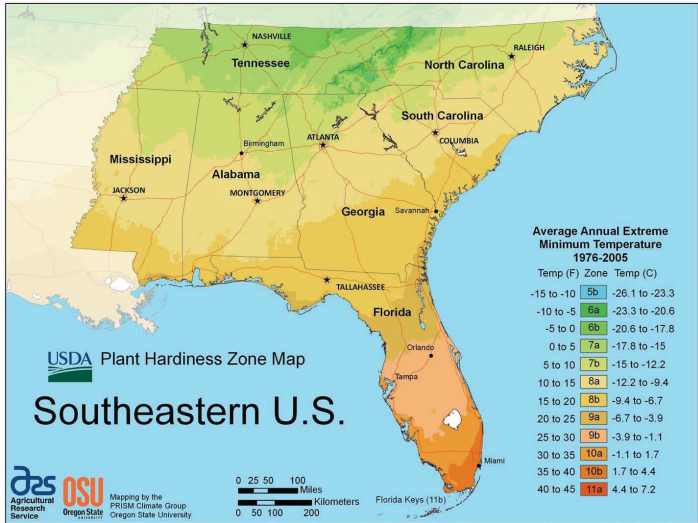 NASHVILLE
Tennessee
RALEIGH
North Carolina
South Carolina
COLUMBIA
ATLANTA
Birmingham
Mississippi
Alabama
JACKSON
MONTGOMERY
Georgia
Savannah
TALLAHASSEE
Florida
Orlando
Tampa
Miami
Florida Keys (11b)
Average Annual Extreme
Minimum Temperature
1976-2005
Temp (F) Zone Temp (C)
-15 to -10 5b -26.1 to -23.3
-10 to -5 6a -23.3 to -20.6
-5 to 0 6b -20.6 to -17.8
0 to 5 7a -17.8 to -15
5 to 10 7b -15 to -12.2
10 to 15 8a -12.2 to -9.4
15 to 20 8b -9.4 to -6.7
20 to 25 9a -6.7 to -3.9
25 to 30 9b -3.9 to -1.1
30 to 35 10a -1.1 to 1.7
35 to 40 10b 1.7 to 4.4
40 to 45 11a 4.4 to 7.2
USDA Plant Hardiness Zone Map
Southeastern U.S.
ars
Agricultural
Research
Service
OSU
Oregon State
UNIVERSITY
Mapping by the
PRISM Climate Group
Oregon State University
0 25 50 100
Miles
Kilometers
0 50 100 200